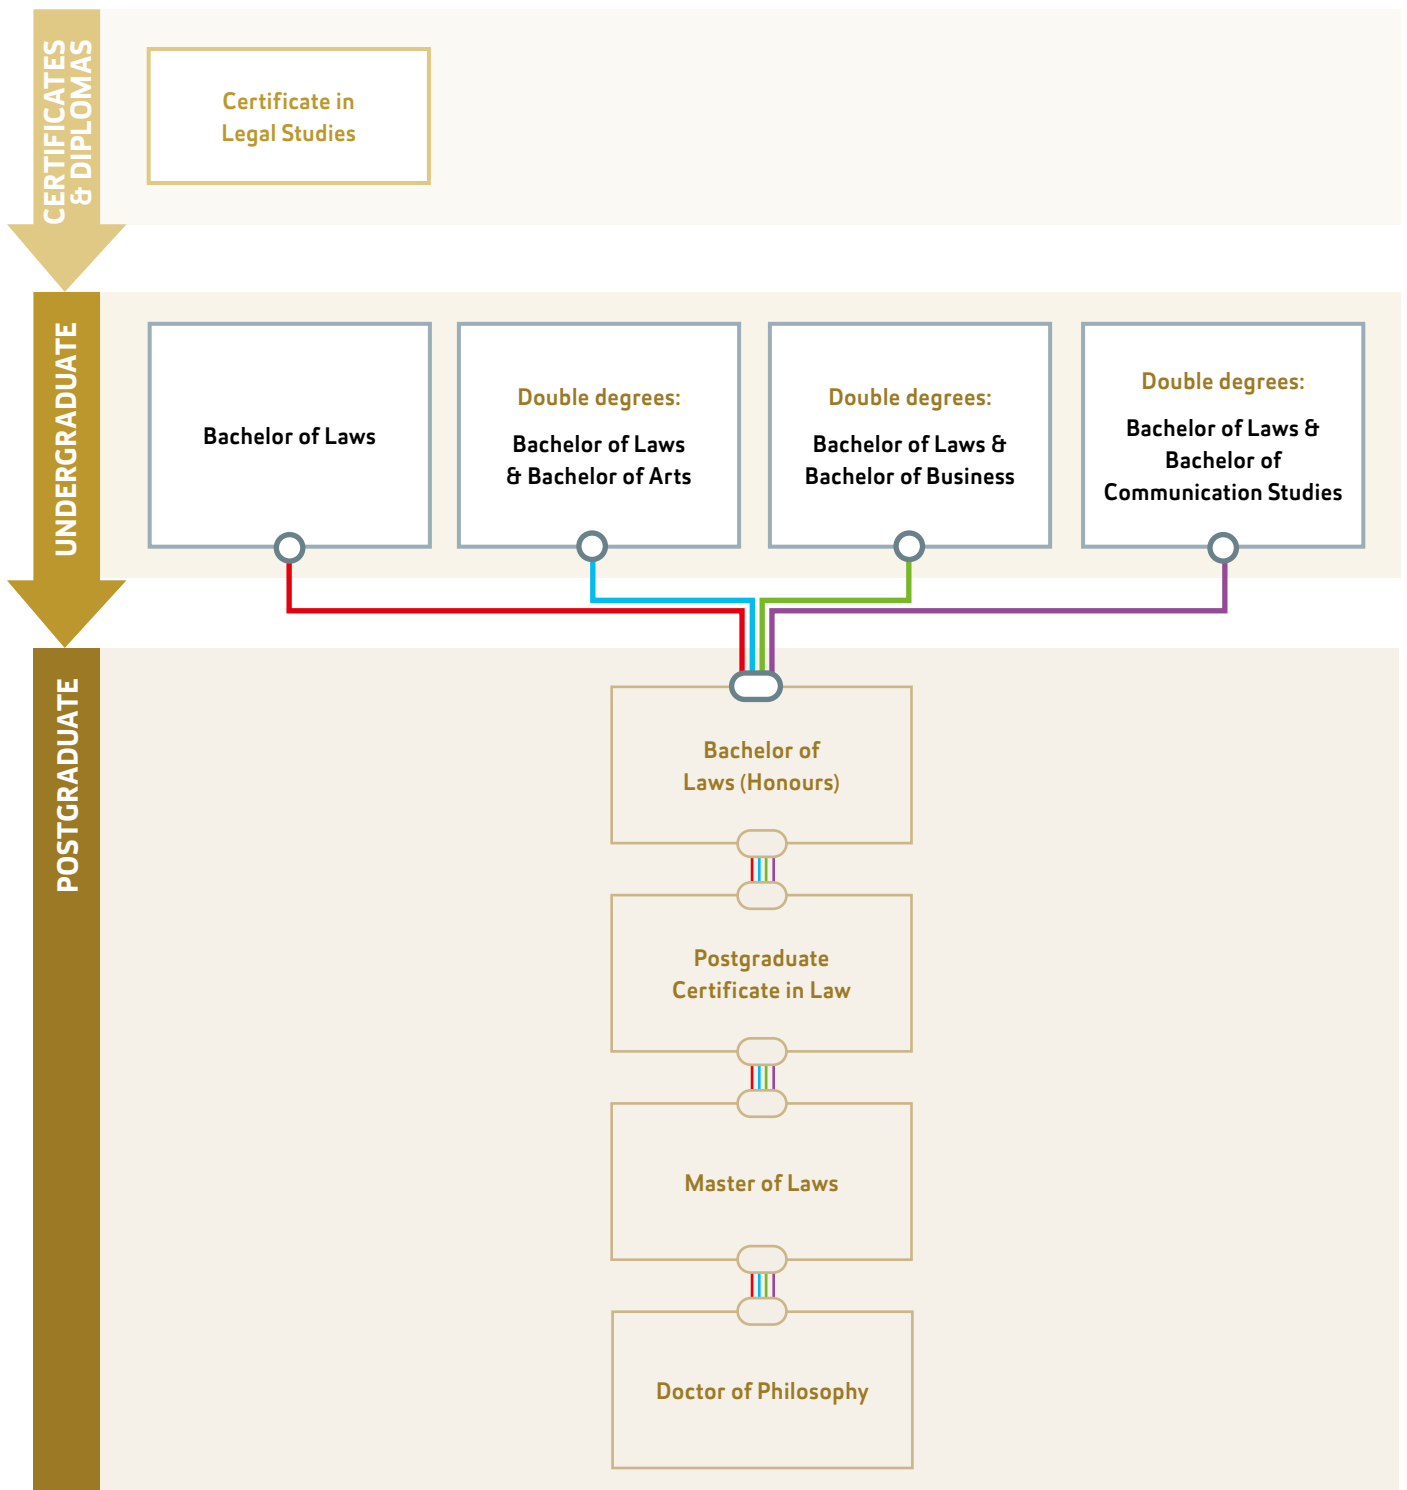 CERTIFICATES
& DIPLOMAS
Certificate in
Legal Studies
UNDERGRADUATE
Bachelor of Laws
Double degrees:
Bachelor of Laws
& Bachelor of Arts
Double degrees:
Bachelor of Laws &
Bachelor of Business
Double degrees:
Bachelor of Laws &
Bachelor of
Communication Studies
POSTGRADUATE
Bachelor of
Laws (Honours)
Postgraduate
Certificate in Law
Master of Laws
Doctor of Philosophy